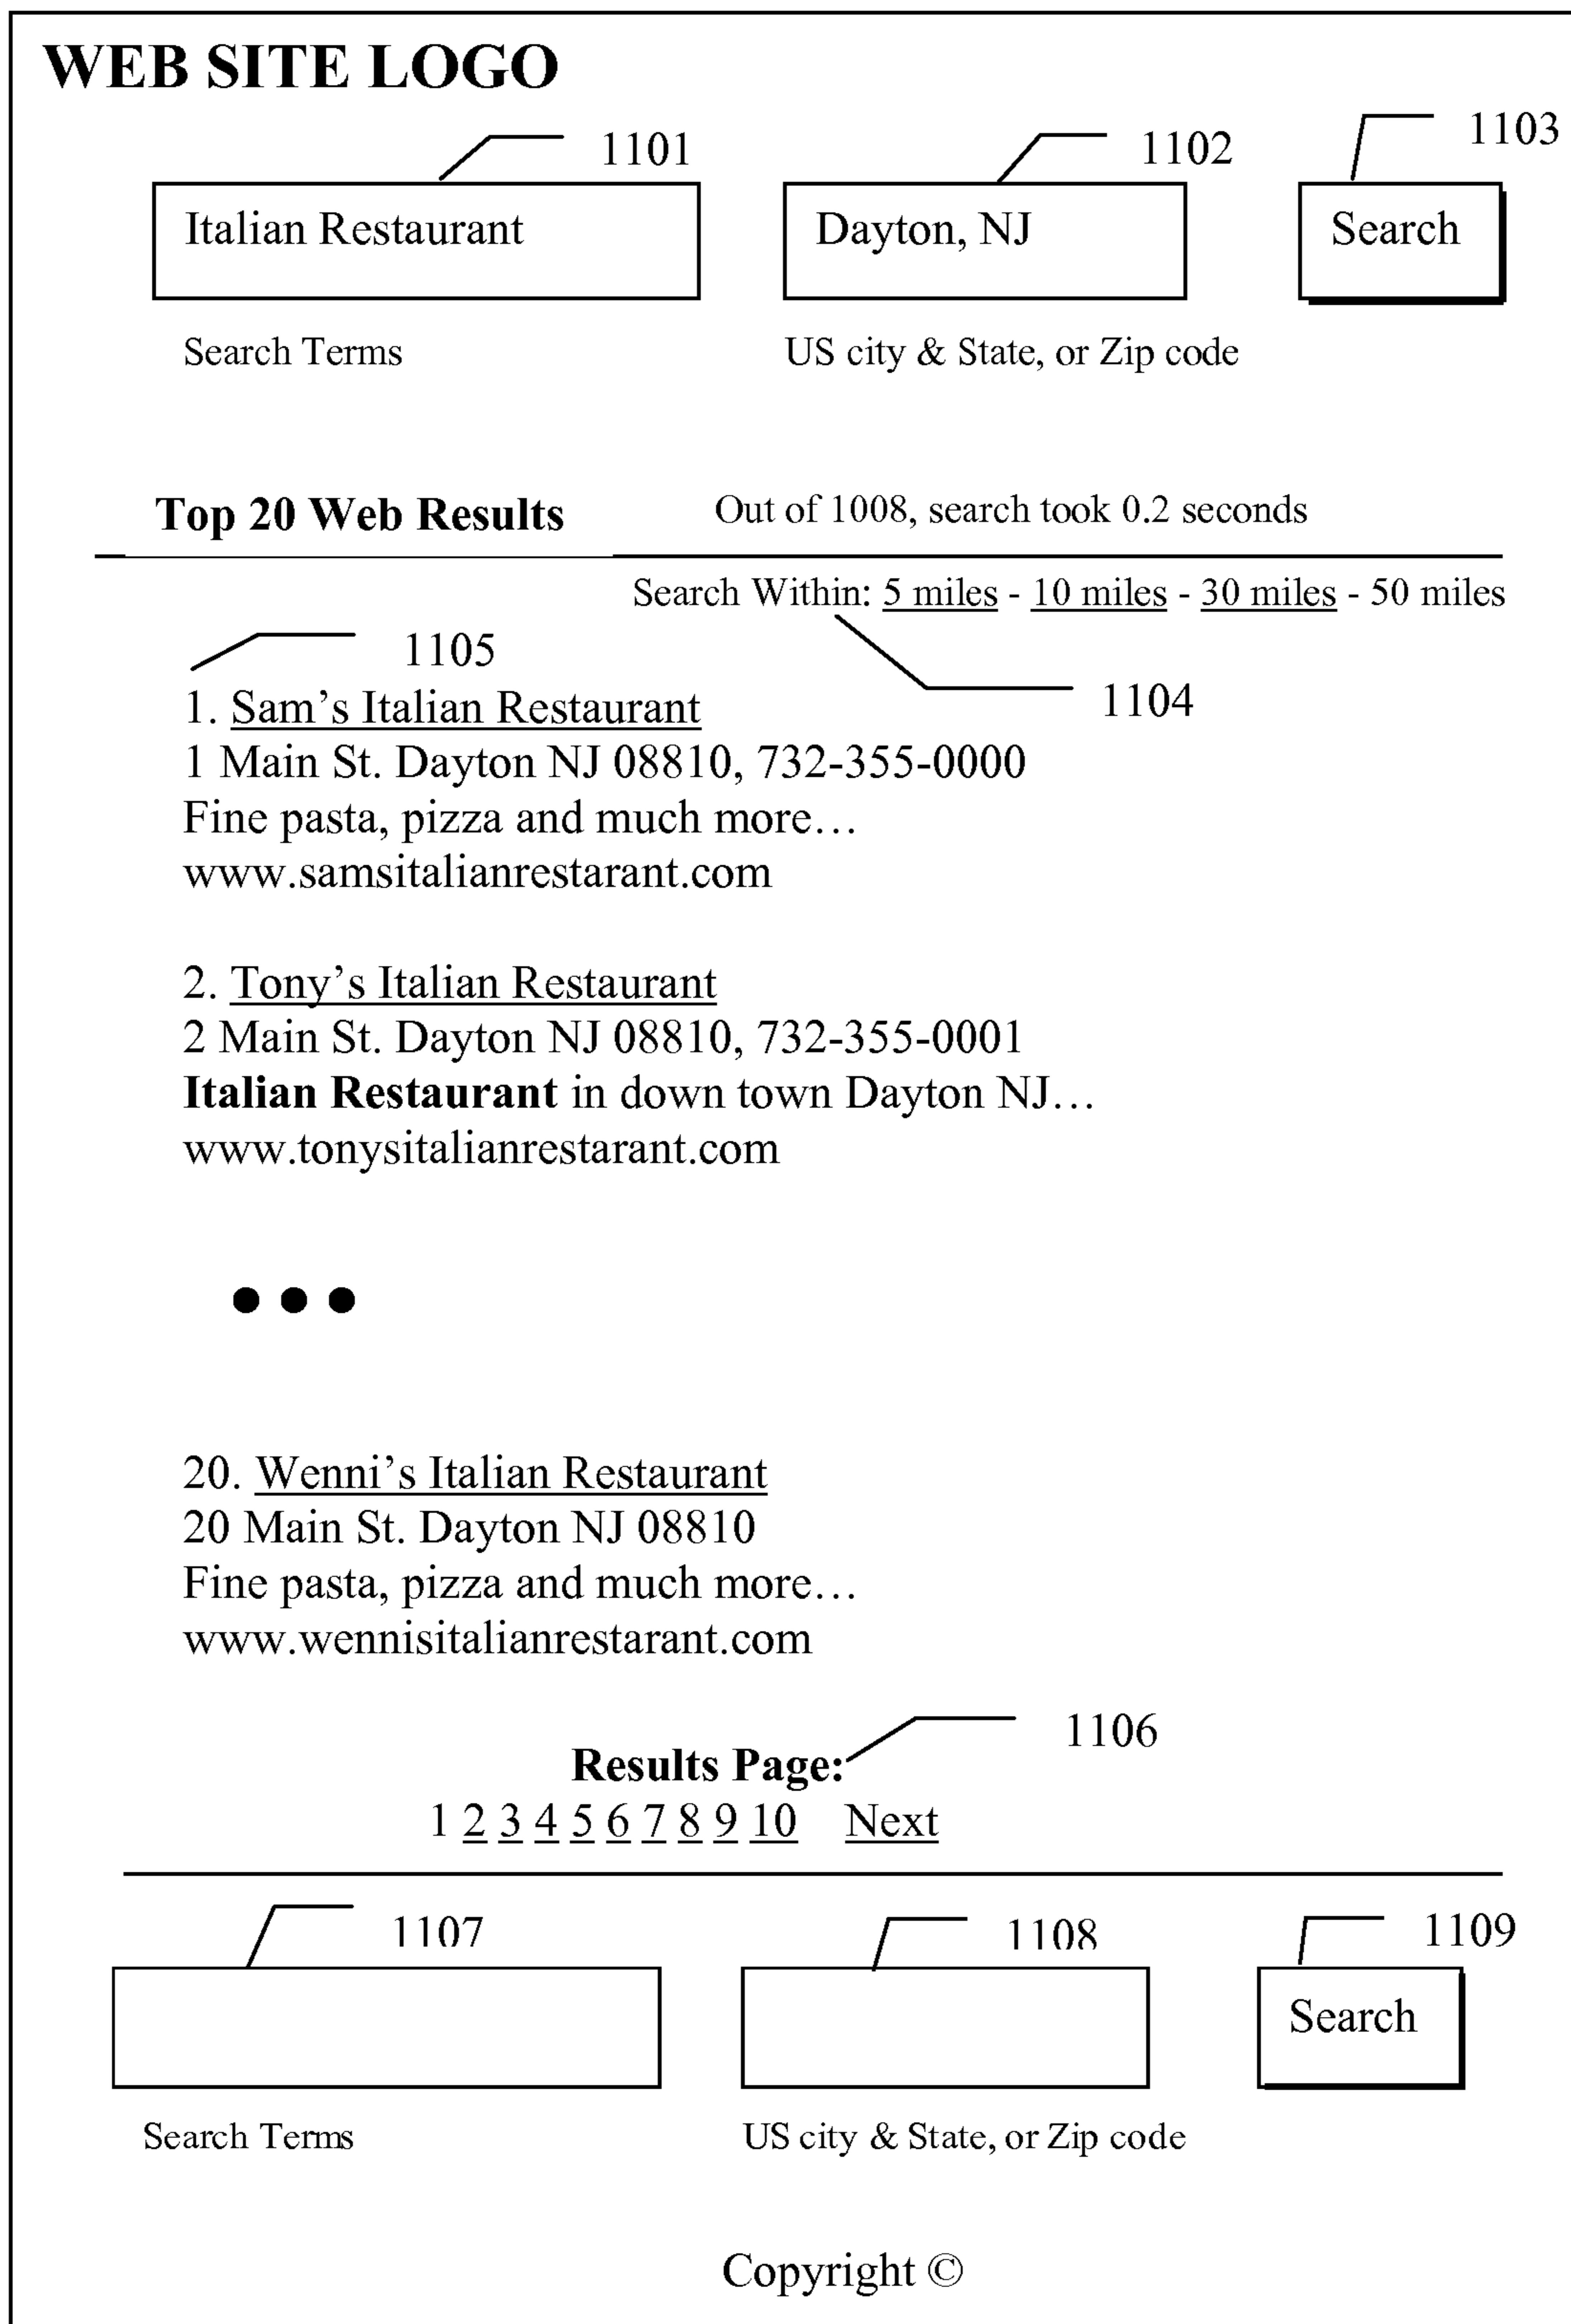 WEB SITE LOGO
1101 1102 1103
Italian Restaurant Dayton, NJ Search
Search Terms US city & State, or Zip code
Top 20 Web Results Out of 1008, search took 0.2 seconds
Search Within: 5 miles - 10 miles - 30 miles - 50 miles
1105
1104
1. Sam’s Italian Restaurant
1 Main St. Dayton NJ 08810, 732-355-0000
Fine pasta, pizza and much more…
www.samsitalianrestarant.com
2. Tony’s Italian Restaurant
2 Main St. Dayton NJ 08810, 732-355-0001
Italian Restaurant in down town Dayton NJ…
www.tonysitalianrestarant.com
20. Wenni’s Italian Restaurant
20 Main St. Dayton NJ 08810
Fine pasta, pizza and much more…
www.wennisitalianrestarant.com
1106
Results Page:
1 2 3 4 5 6 7 8 9 10 Next
1107 1108 1109
Search
Search Terms US city & State, or Zip code
Copyright ©